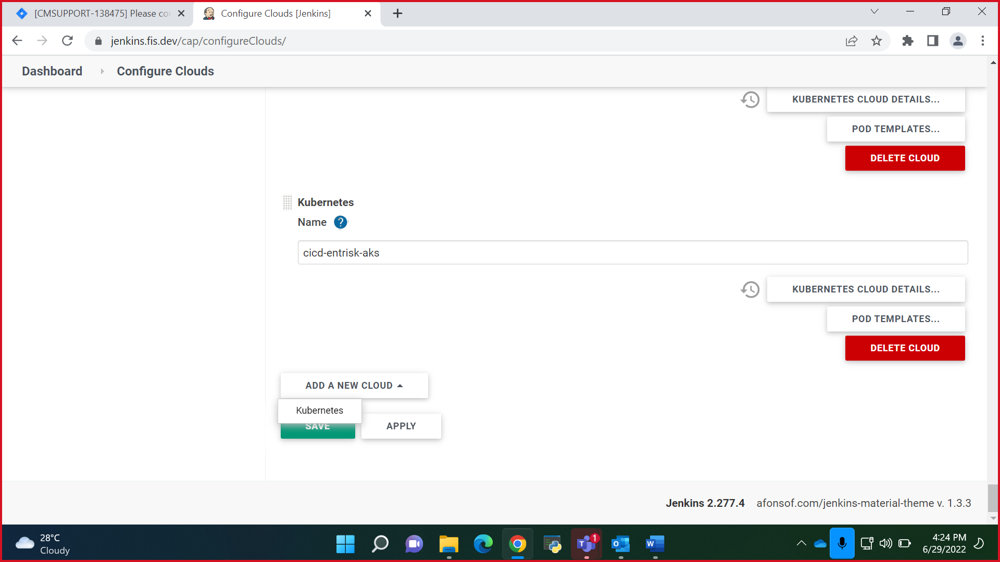 [CMSUPPORT-138475] Please co
Configure Clouds [Jenkins]
jenkins.fis.dev/cap/configureClouds/
Dashboard
Configure Clouds
KUBERNETES CLOUD DETAILS...
POD TEMPLATES...
DELETE CLOUD
Kubernetes
Name ?
cicd-entrisk-aks
KUBERNETES CLOUD DETAILS...
POD TEMPLATES...
DELETE CLOUD
ADD A NEW CLOUD
Kubernetes
SAVE
APPLY
Jenkins 2.277.4
afonsof.com/jenkins-material-theme v. 1.3.3
28°C
Cloudy
1
4:24 PM
6/29/2022